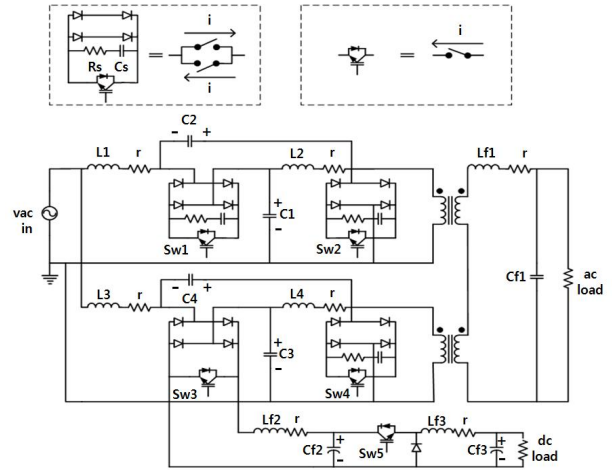 i
Rs Cs
=
i
i
=
C2
- +
L1 r
L2 r
Lf1 r
+
C1
-
vac
in
Sw1
Sw2
- +
C4
L3 r
L4 r
Cf1
ac
load
+
C3
-
Sw3
Sw4
Lf2 r
Lf3 r
+
Cf2
-
Sw5
+
Cf3
-
dc
load